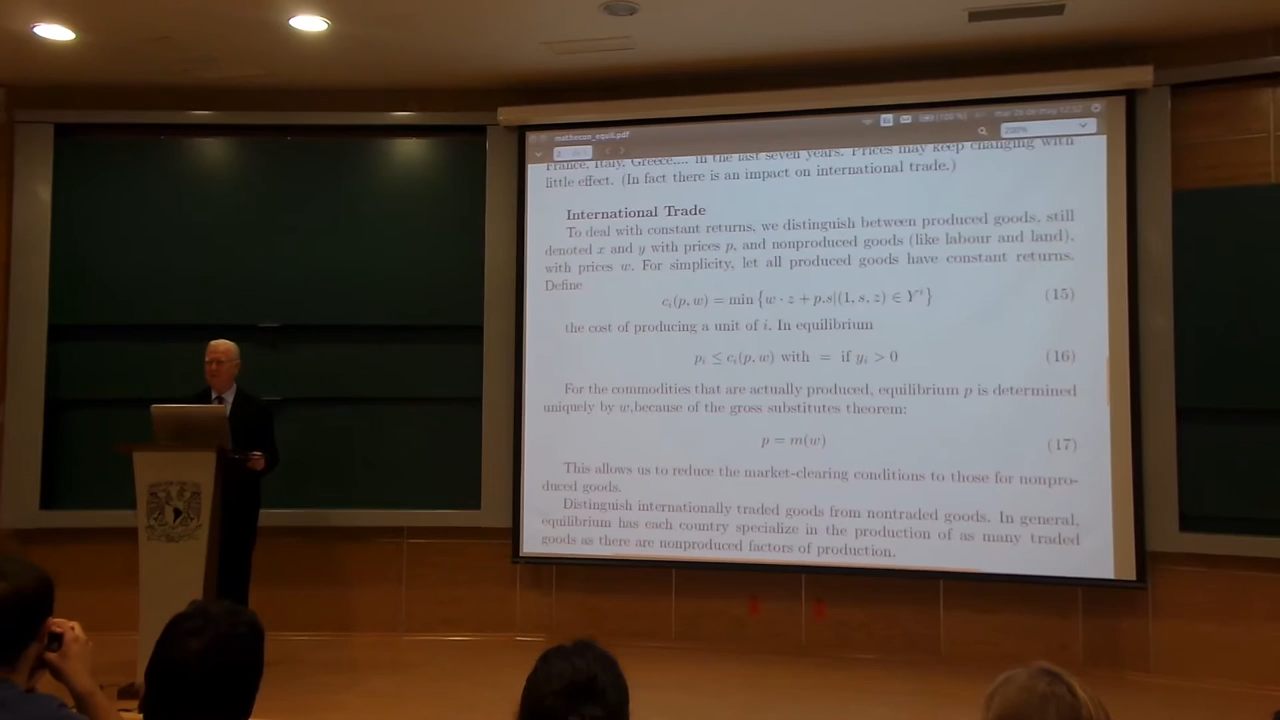 mathecon_equil.pdf
200%
France, Italy, Greece,... in the last seven years. Prices may keep changing with
little effect. (In fact there is an impact on international trade.)
International Trade
To deal with constant returns, we distinguish between produced goods, still
denoted x and y with prices p, and nonproduced goods (like labour and land),
with prices w. For simplicity, let all produced goods have constant returns.
Define
c_i(p, w) = min {w · z + p.s|(1, s, z) ∈ Y^i} (15)
the cost of producing a unit of i. In equilibrium
p_i ≤ c_i(p, w) with = if y_i > 0 (16)
For the commodities that are actually produced, equilibrium p is determined
uniquely by w,because of the gross substitutes theorem:
p = m(w) (17)
This allows us to reduce the market-clearing conditions to those for nonpro-
duced goods.
Distinguish internationally traded goods from nontraded goods. In general,
equilibrium has each country specialize in the production of as many traded
goods as there are nonproduced factors of production.